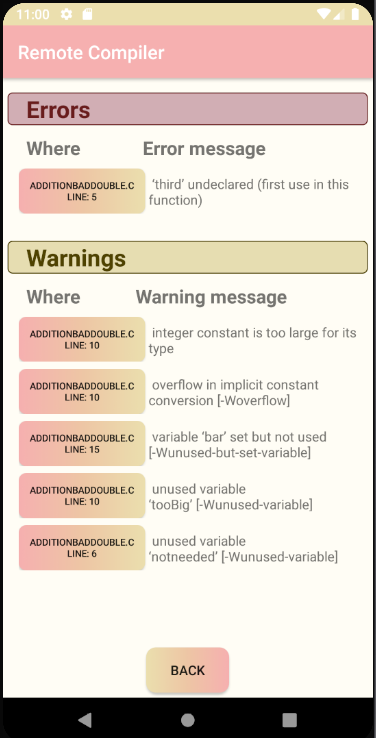 11:00
Remote Compiler
Errors
Where Error message
ADDITIONBADDOUBLE.C
LINE: 5
‘third’ undeclared (first use in this
function)
Warnings
Where Warning message
ADDITIONBADDOUBLE.C
LINE: 10
integer constant is too large for its
type
ADDITIONBADDOUBLE.C
LINE: 10
overflow in implicit constant
conversion [-Woverflow]
ADDITIONBADDOUBLE.C
LINE: 15
variable ‘bar’ set but not used
[-Wunused-but-set-variable]
ADDITIONBADDOUBLE.C
LINE: 10
unused variable
‘tooBig’ [-Wunused-variable]
ADDITIONBADDOUBLE.C
LINE: 6
unused variable
‘notneeded’ [-Wunused-variable]
BACK